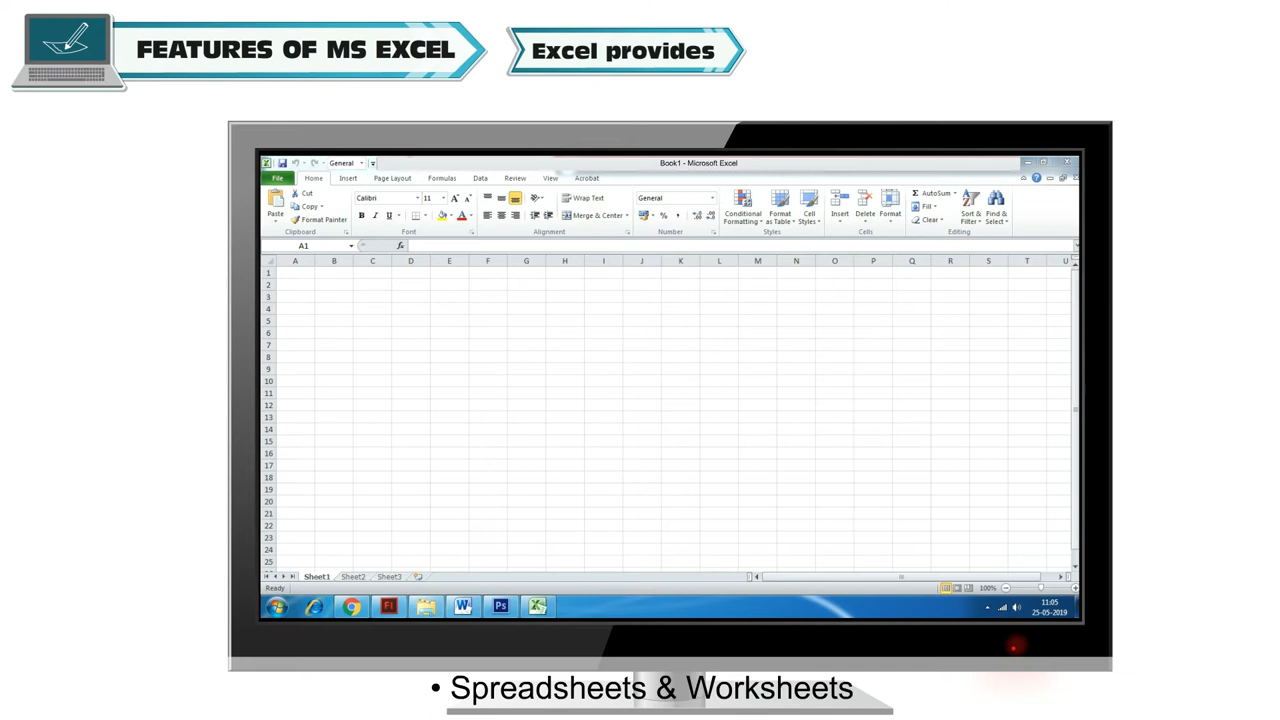 FEATURES OF MS EXCEL
Excel provides
General
Book1 - Microsoft Excel
File Home Insert Page Layout Formulas Data Review View Acrobat
Paste
Cut
Copy
Format Painter
Clipboard
Calibri 11
B I U
A A
Font
Wrap Text
Merge & Center
Alignment
General
%
Number
Conditional Formatting
Format as Table
Cell Styles
Styles
Insert
Delete
Format
Cells
AutoSum
Fill
Clear
Sort & Filter
Find & Select
Editing
A1 fx
A B C D E F G H I J K L M N O P Q R S T U
1
2
3
4
5
6
7
8
9
10
11
12
13
14
15
16
17
18
19
20
21
22
23
24
25
Sheet1 Sheet2 Sheet3
Ready 100%
Fl W Ps
11:05
25-05-2019
• Spreadsheets & Worksheets